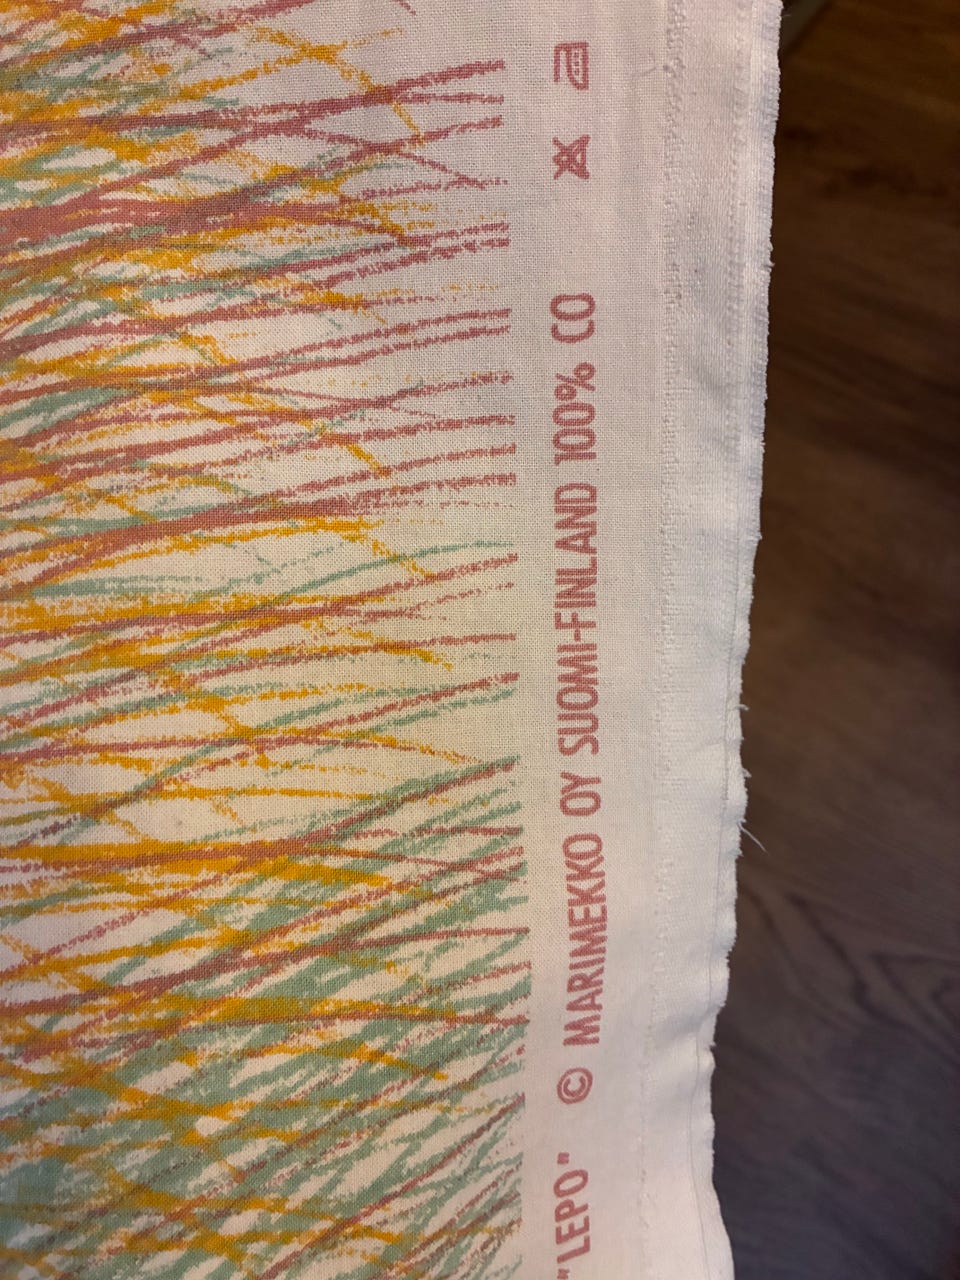 "LEPO" © MARIMEKKO OY SUOMI-FINLAND 100% CO